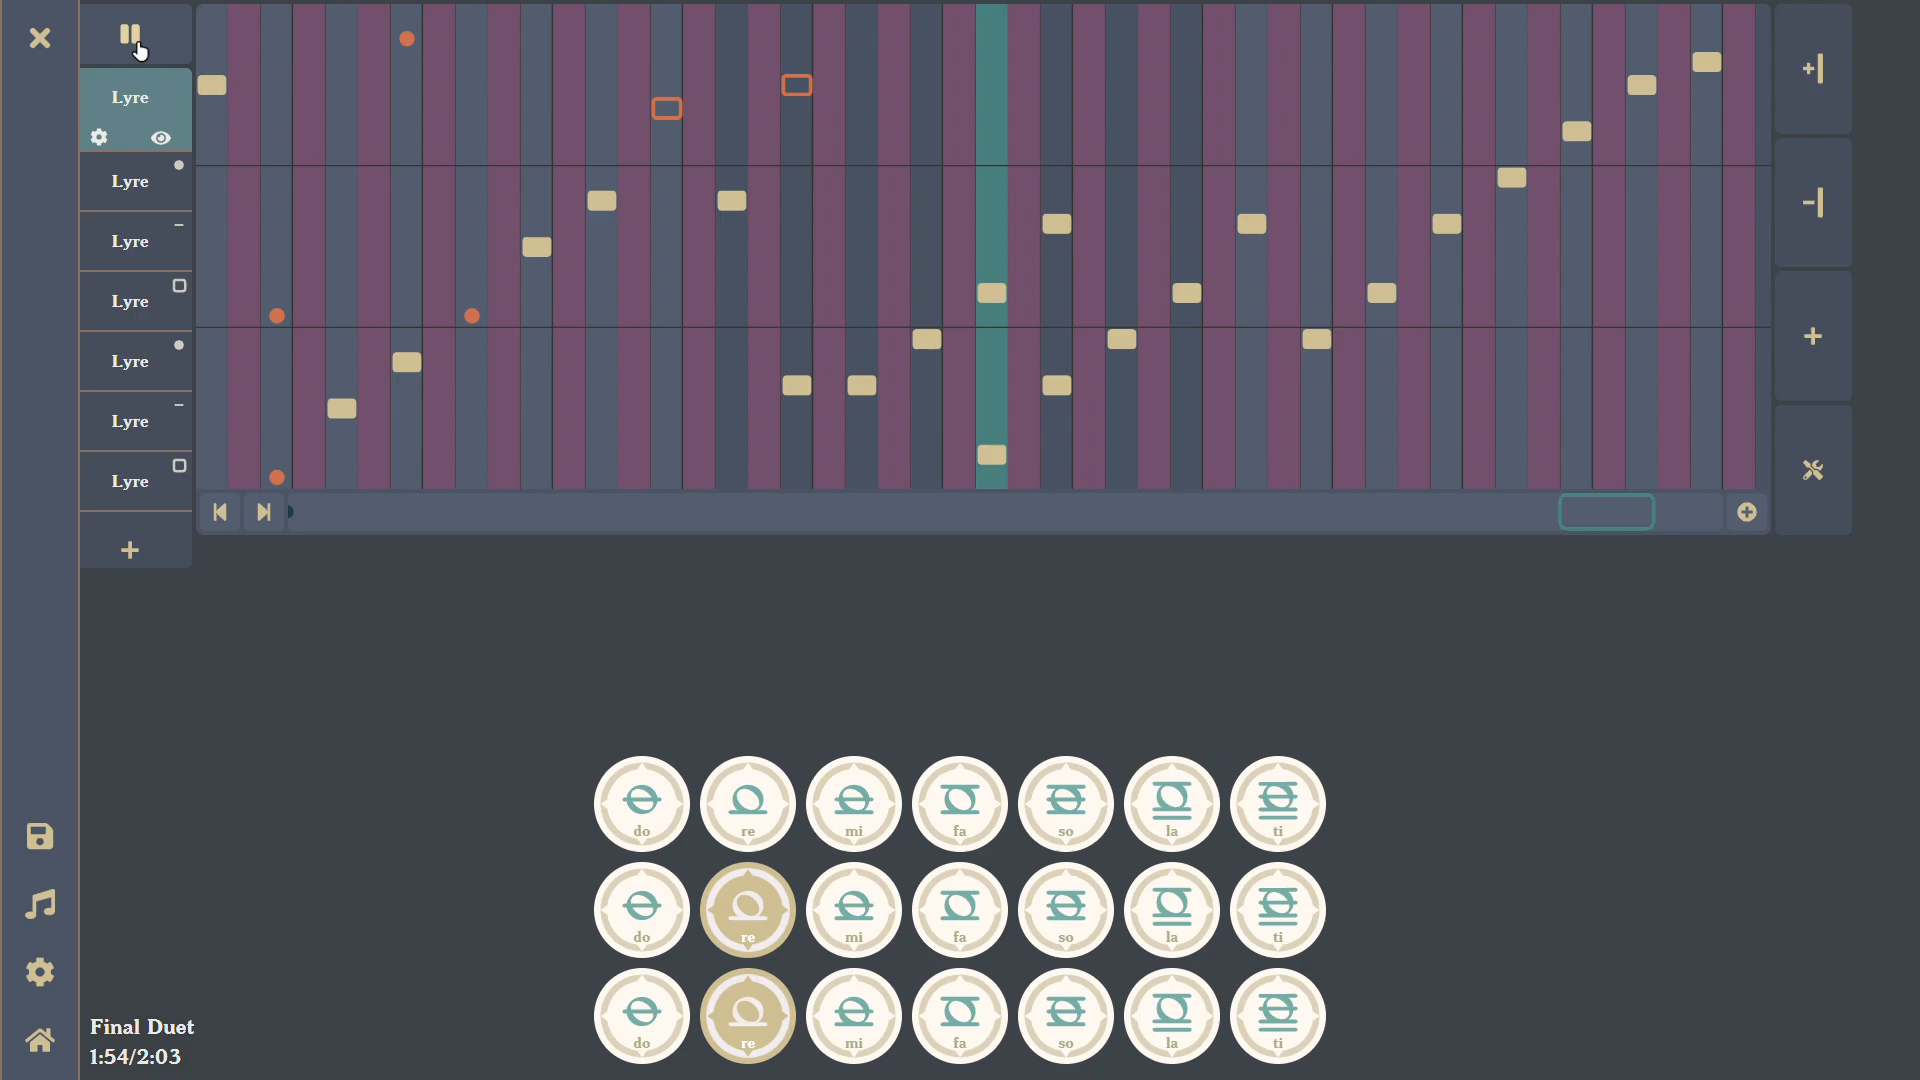 Lyre
Lyre
Lyre
Lyre
Lyre
Lyre
Lyre
do re mi fa so la ti
do re mi fa so la ti
do re mi fa so la ti
Final Duet
1:54/2:03